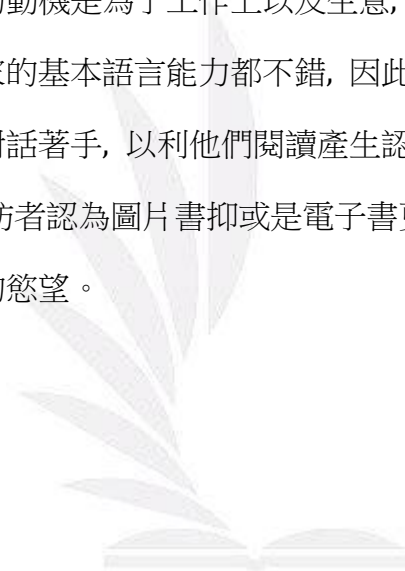 動機是為了工作上以及生意,
的基本語言能力都不錯, 因此
話著手, 以利他們閱讀產生認
者認為圖片書抑或是電子書
慾望。